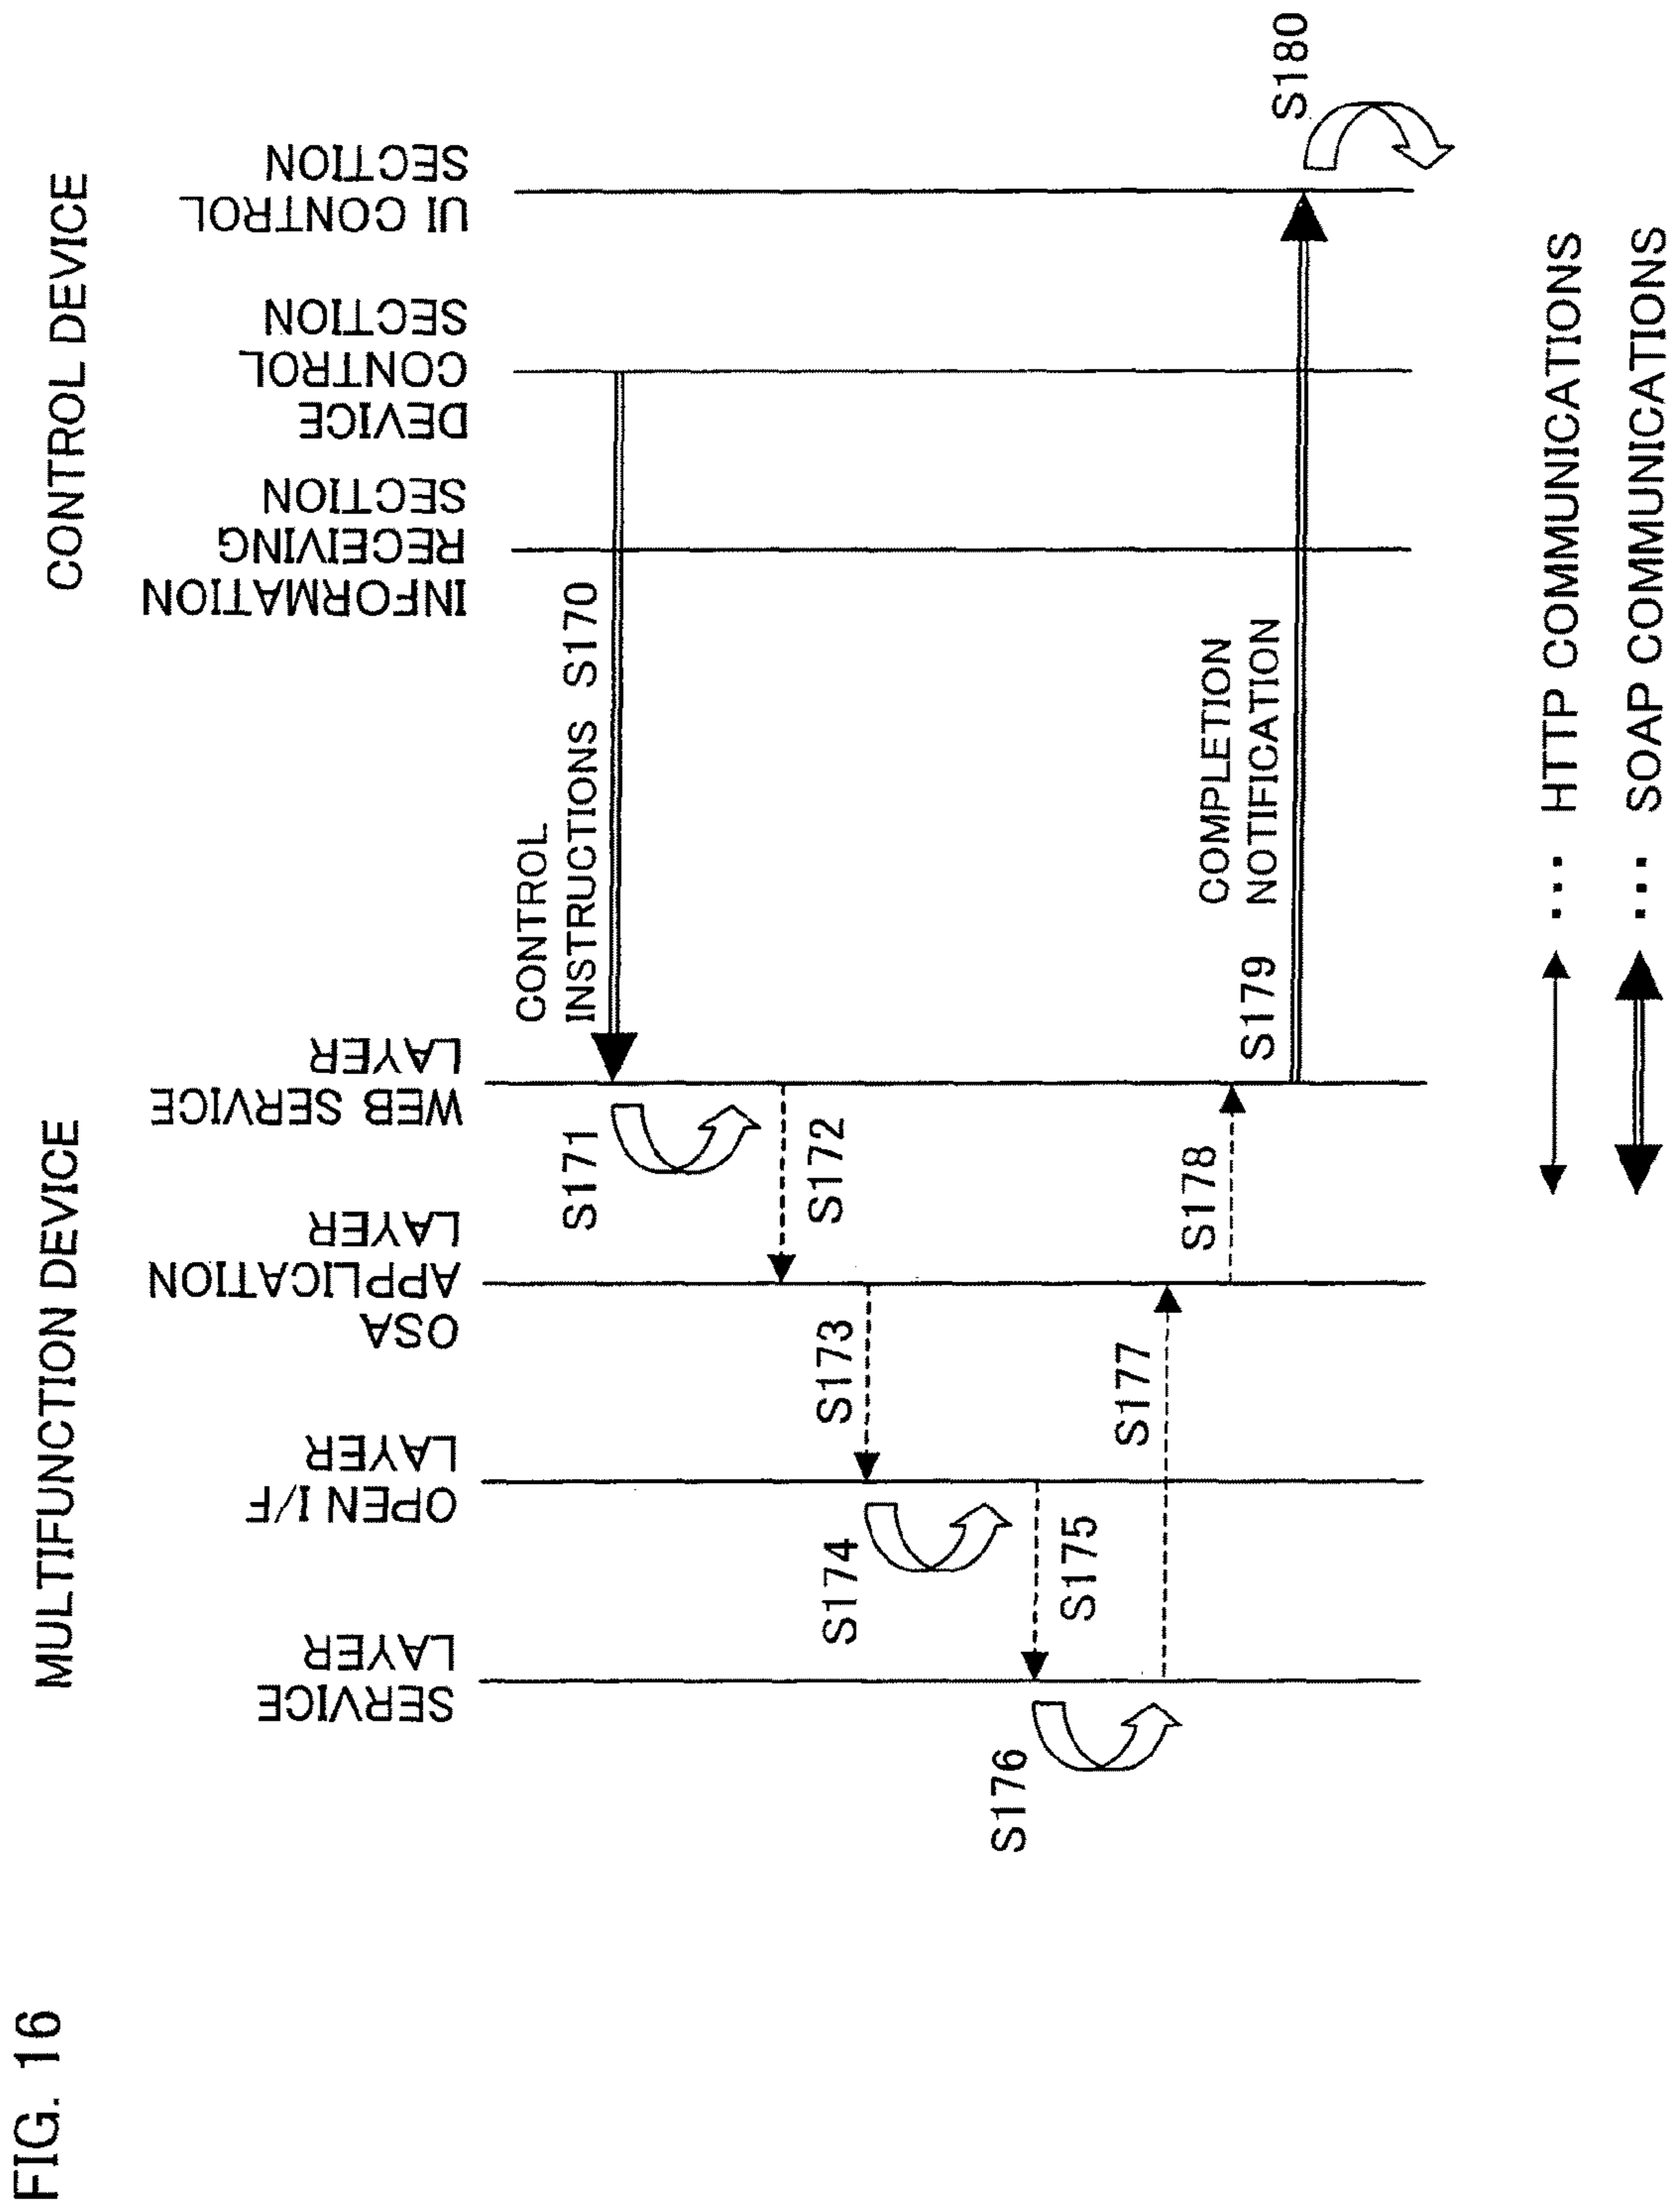 FIG. 16
MULTIFUNCTION DEVICE
CONTROL DEVICE
SERVICE
LAYER
OPEN I/F
LAYER
OSA
APPLICATION
LAYER
WEB SERVICE
LAYER
INFORMATION
RECEIVING
SECTION
DEVICE
CONTROL
SECTION
UI CONTROL
SECTION
CONTROL
INSTRUCTIONS S170
S171
S172
S173
S174
S175
S176
S177
S178
S179
COMPLETION
NOTIFICATION
S180
... HTTP COMMUNICATIONS
... SOAP COMMUNICATIONS